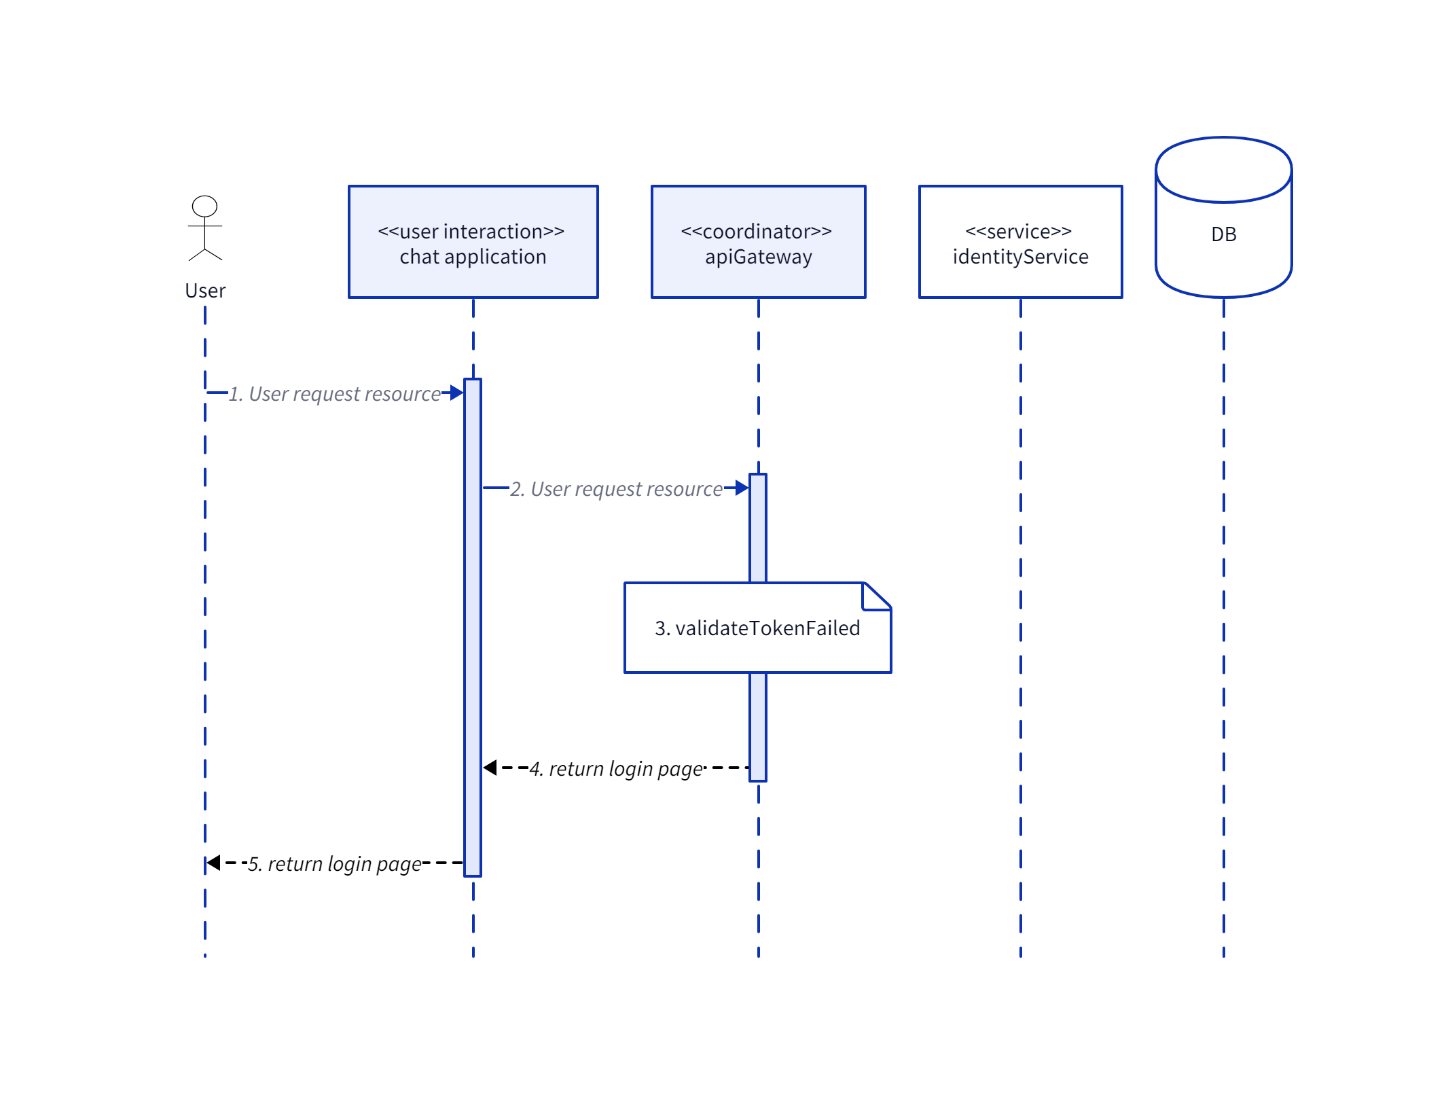 <<user interaction>>
chat application
<<coordinator>>
apiGateway
<<service>>
identityService
DB
User
1. User request resource
2. User request resource
3. validateTokenFailed
4. return login page
5. return login page